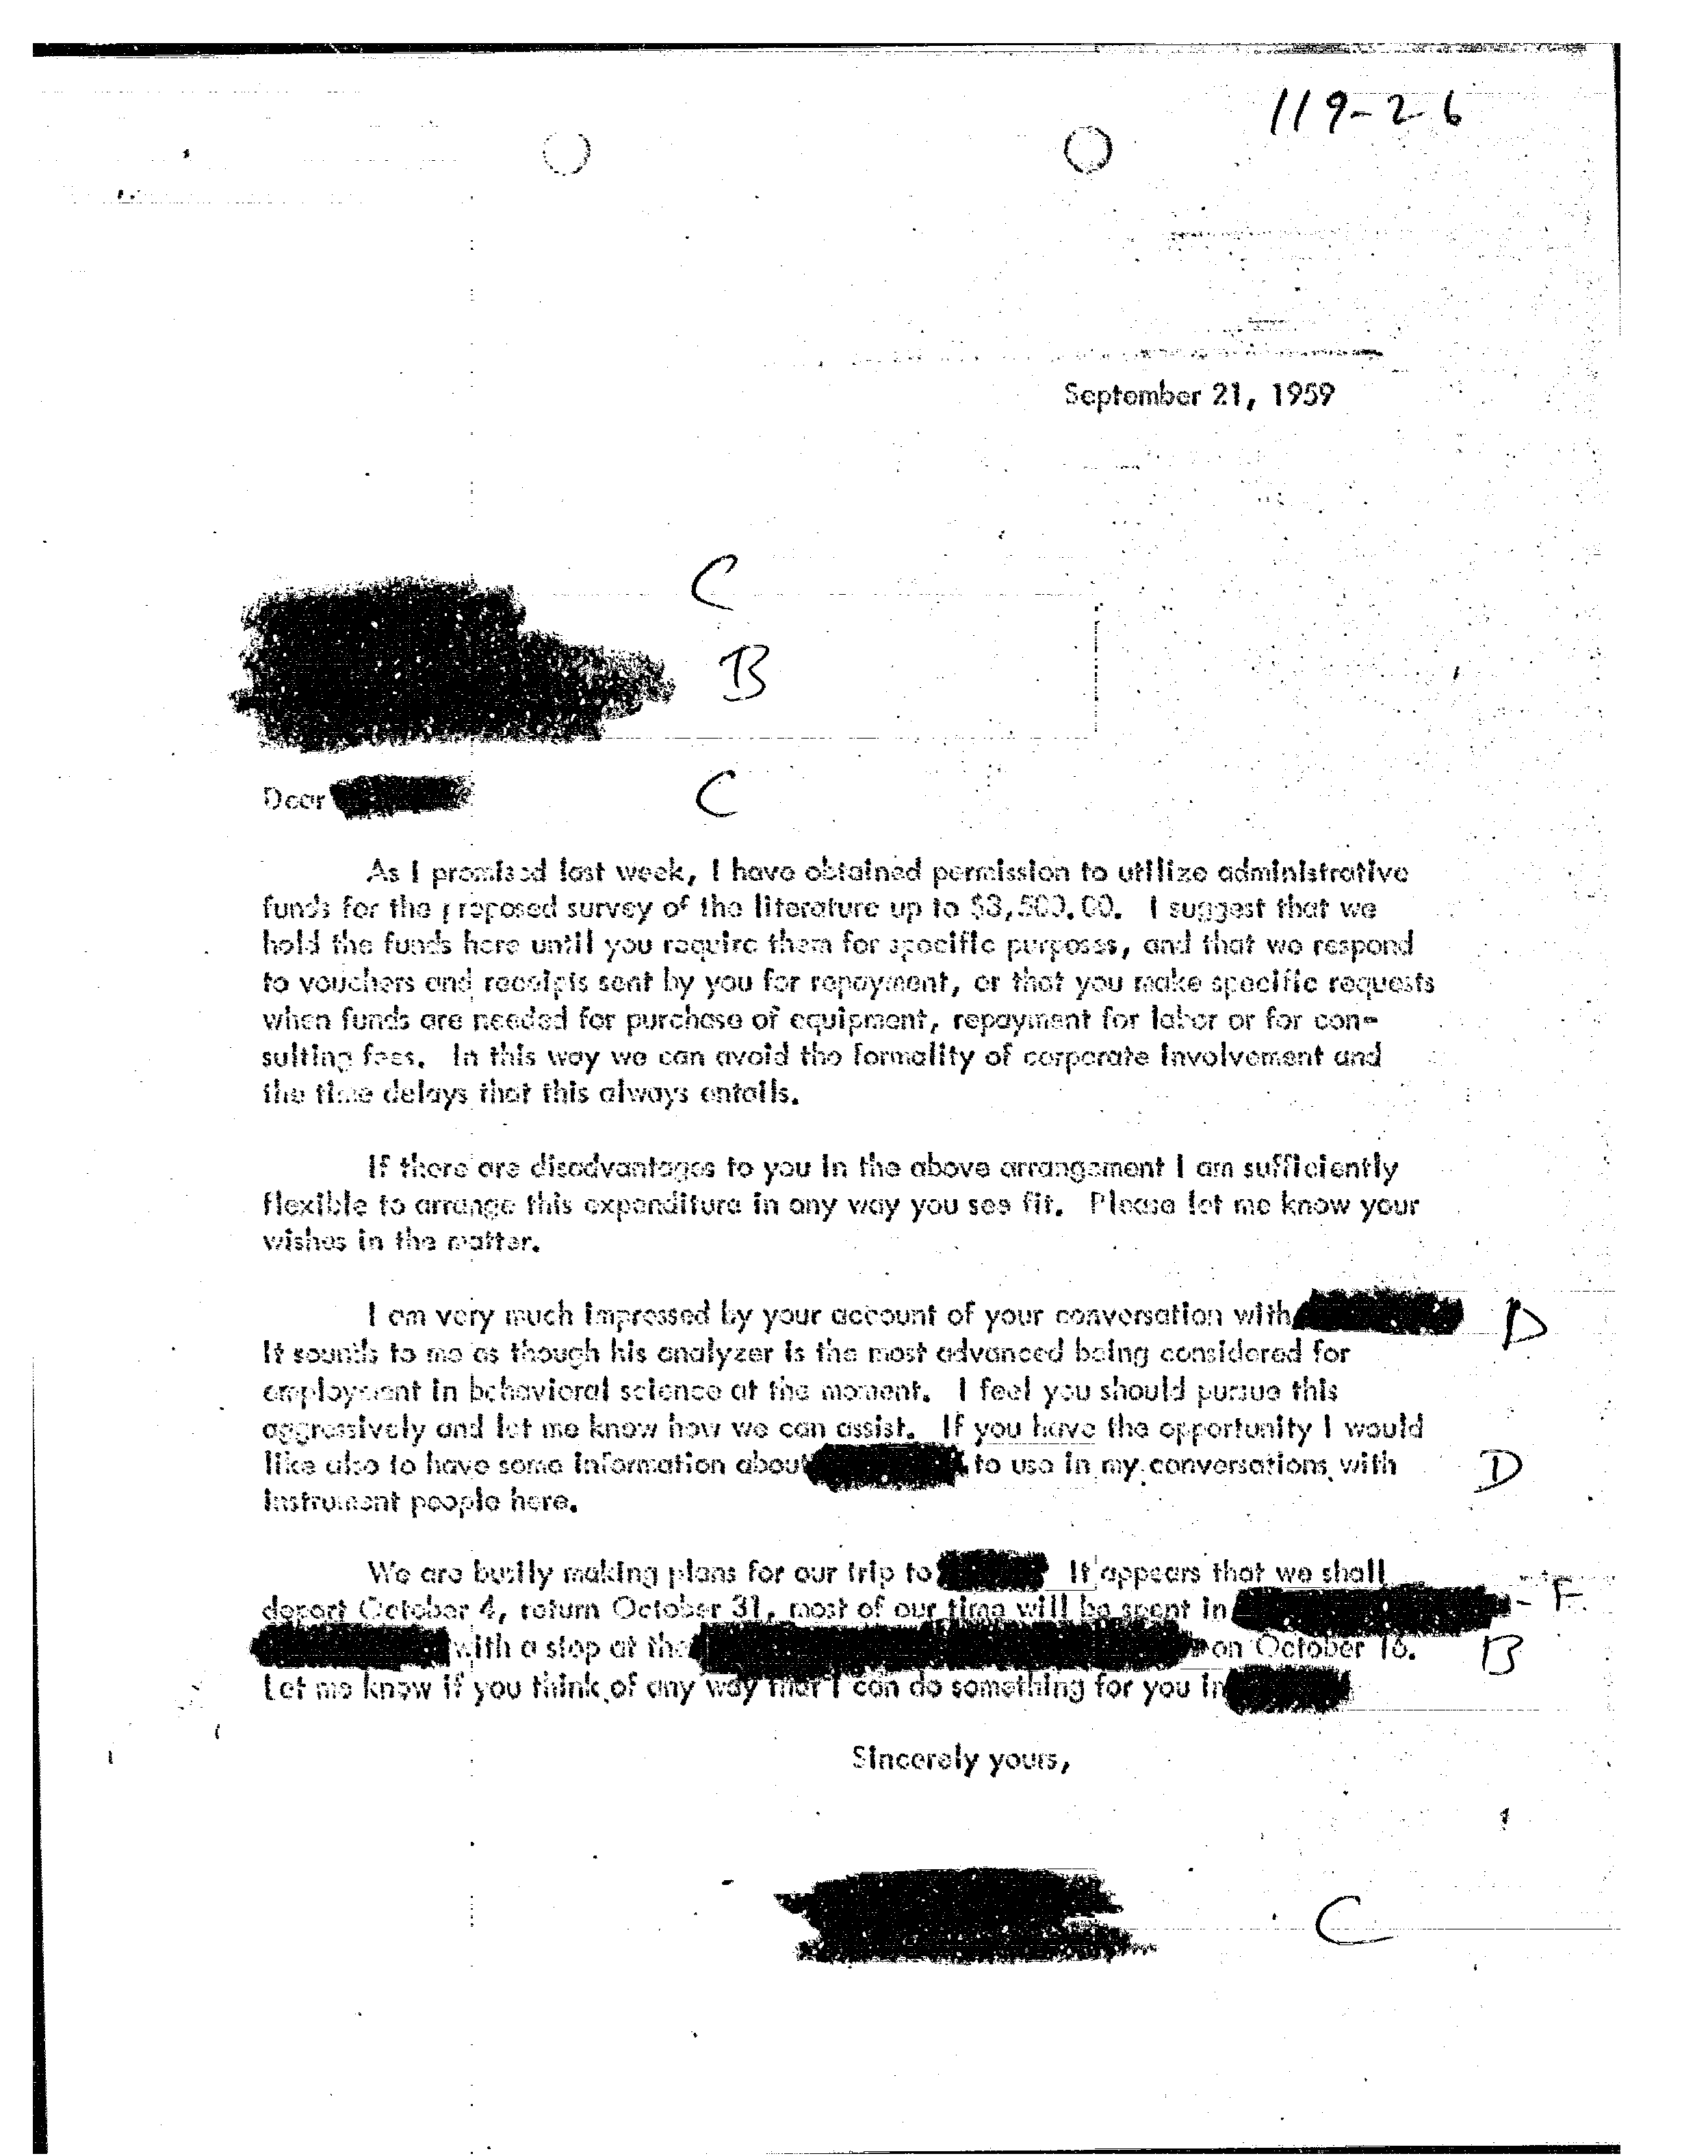 119-26
September 21, 1959
C
B
Dear
C
As I promised last week, I have obtained permission to utilize administrative
funds for the proposed survey of the literature up to $3,500.00. I suggest that we
hold the funds here until you require them for specific purposes, and that we respond
to vouchers and receipts sent by you for repayment, or that you make specific requests
when funds are needed for purchase of equipment, repayment for labor or for con-
sulting fees. In this way we can avoid the formality of corporate involvement and
the time delays that this always entails.
If there are disadvantages to you in the above arrangement I am sufficiently
flexible to arrange this expenditure in any way you see fit. Please let me know your
wishes in the matter.
I am very much impressed by your account of your conversation with
D
It sounds to me as though his analyzer is the most advanced being considered for
employment in behavioral science at the moment. I feel you should pursue this
aggressively and let me know how we can assist. If you have the opportunity I would
like also to have some information about to use in my conversations with
D
instrument people here.
We are busily making plans for our trip to It appears that we shall
depart October 4, return October 31, most of our time will be spent in
- F
with a stop at the on October 16.
B
Let me know if you think of any way that I can do something for you in
Sincerely yours,
C